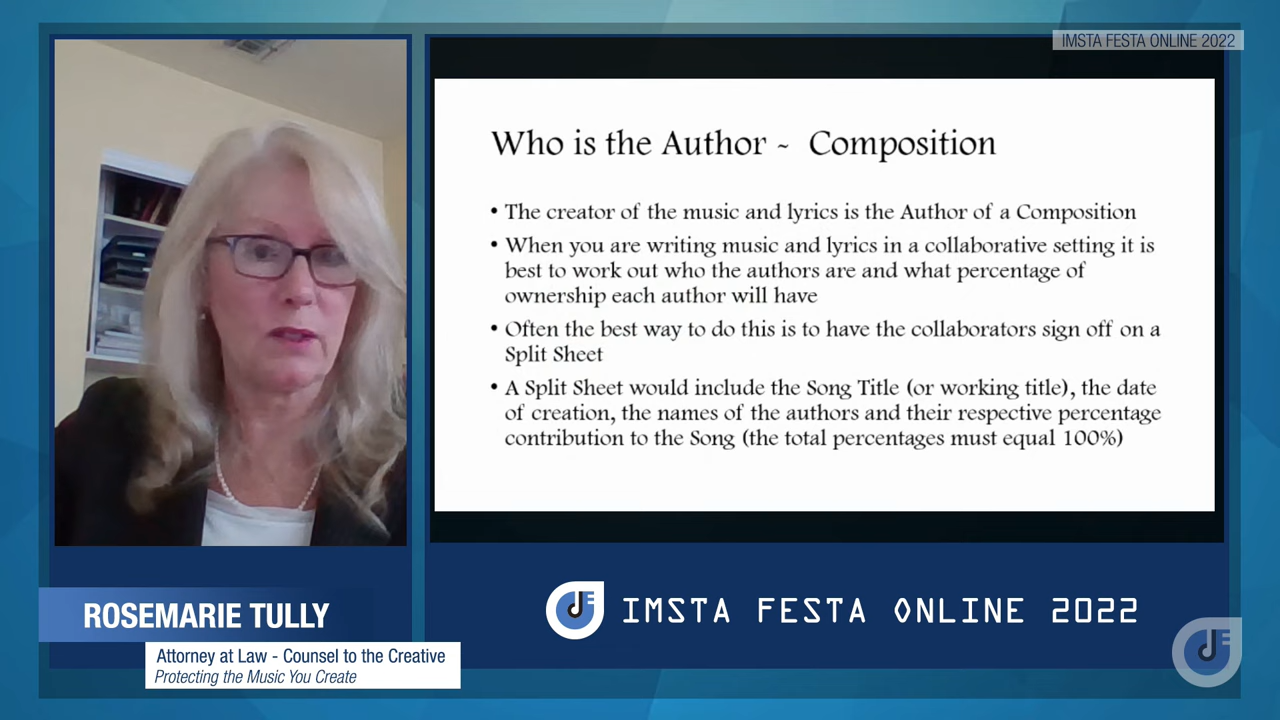 IMSTA FESTA ONLINE 2022
Who is the Author - Composition
• The creator of the music and lyrics is the Author of a Composition
• When you are writing music and lyrics in a collaborative setting it is
best to work out who the authors are and what percentage of
ownership each author will have
• Often the best way to do this is to have the collaborators sign off on a
Split Sheet
• A Split Sheet would include the Song Title (or working title), the date
of creation, the names of the authors and their respective percentage
contribution to the Song (the total percentages must equal 100%)
ROSEMARIE TULLY
Attorney at Law - Counsel to the Creative
Protecting the Music You Create
IMSTA FESTA ONLINE 2022